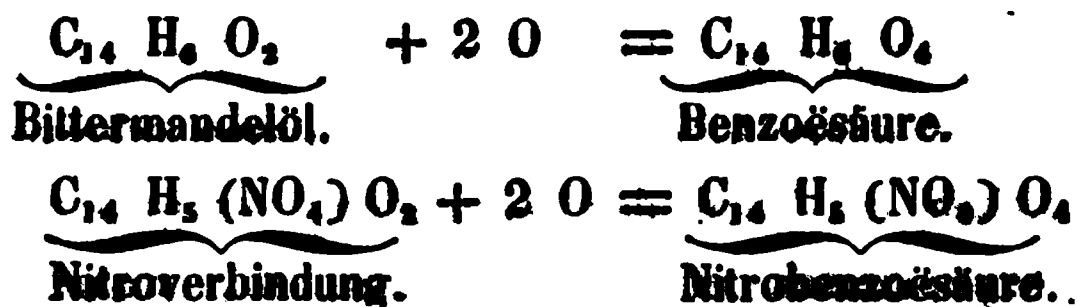 C₁₄ H₆ O₂ + 2 O = C₁₄ H₆ O₄
Bittermandelöl. Benzoësäure.
C₁₄ H₅ (NO₄) O₂ + 2 O = C₁₄ H₅ O₄
Nitroverbindung. Nitrobenzoësäure.